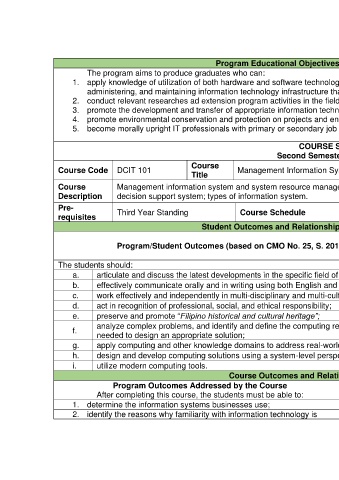 Program Educational Objectives
The program aims to produce graduates who can:
1. apply knowledge of utilization of both hardware and software technolog
administering, and maintaining information technology infrastructure tha
2. conduct relevant researches ad extension program activities in the field
3. promote the development and transfer of appropriate information techn
4. promote environmental conservation and protection on projects and en
5. become morally upright IT professionals with primary or secondary job
COURSE S
Second Semeste
Course Code DCIT 101 Course Title Management Information Sy
Course Description Management information system and system resource manage
decision support system; types of information system.
Pre-requisites Third Year Standing Course Schedule
Student Outcomes and Relationship
Program/Student Outcomes (based on CMO No. 25, S. 201
The students should:
a. articulate and discuss the latest developments in the specific field of
b. effectively communicate orally and in writing using both English and
c. work effectively and independently in multi-disciplinary and multi-cult
d. act in recognition of professional, social, and ethical responsibility;
e. preserve and promote “Filipino historical and cultural heritage”;
f. analyze complex problems, and identify and define the computing re
needed to design an appropriate solution;
g. apply computing and other knowledge domains to address real-world
h. design and develop computing solutions using a system-level perspe
i. utilize modern computing tools.
Course Outcomes and Relati
Program Outcomes Addressed by the Course
After completing this course, the students must be able to:
1. determine the information systems businesses use;
2. identify the reasons why familiarity with information technology is